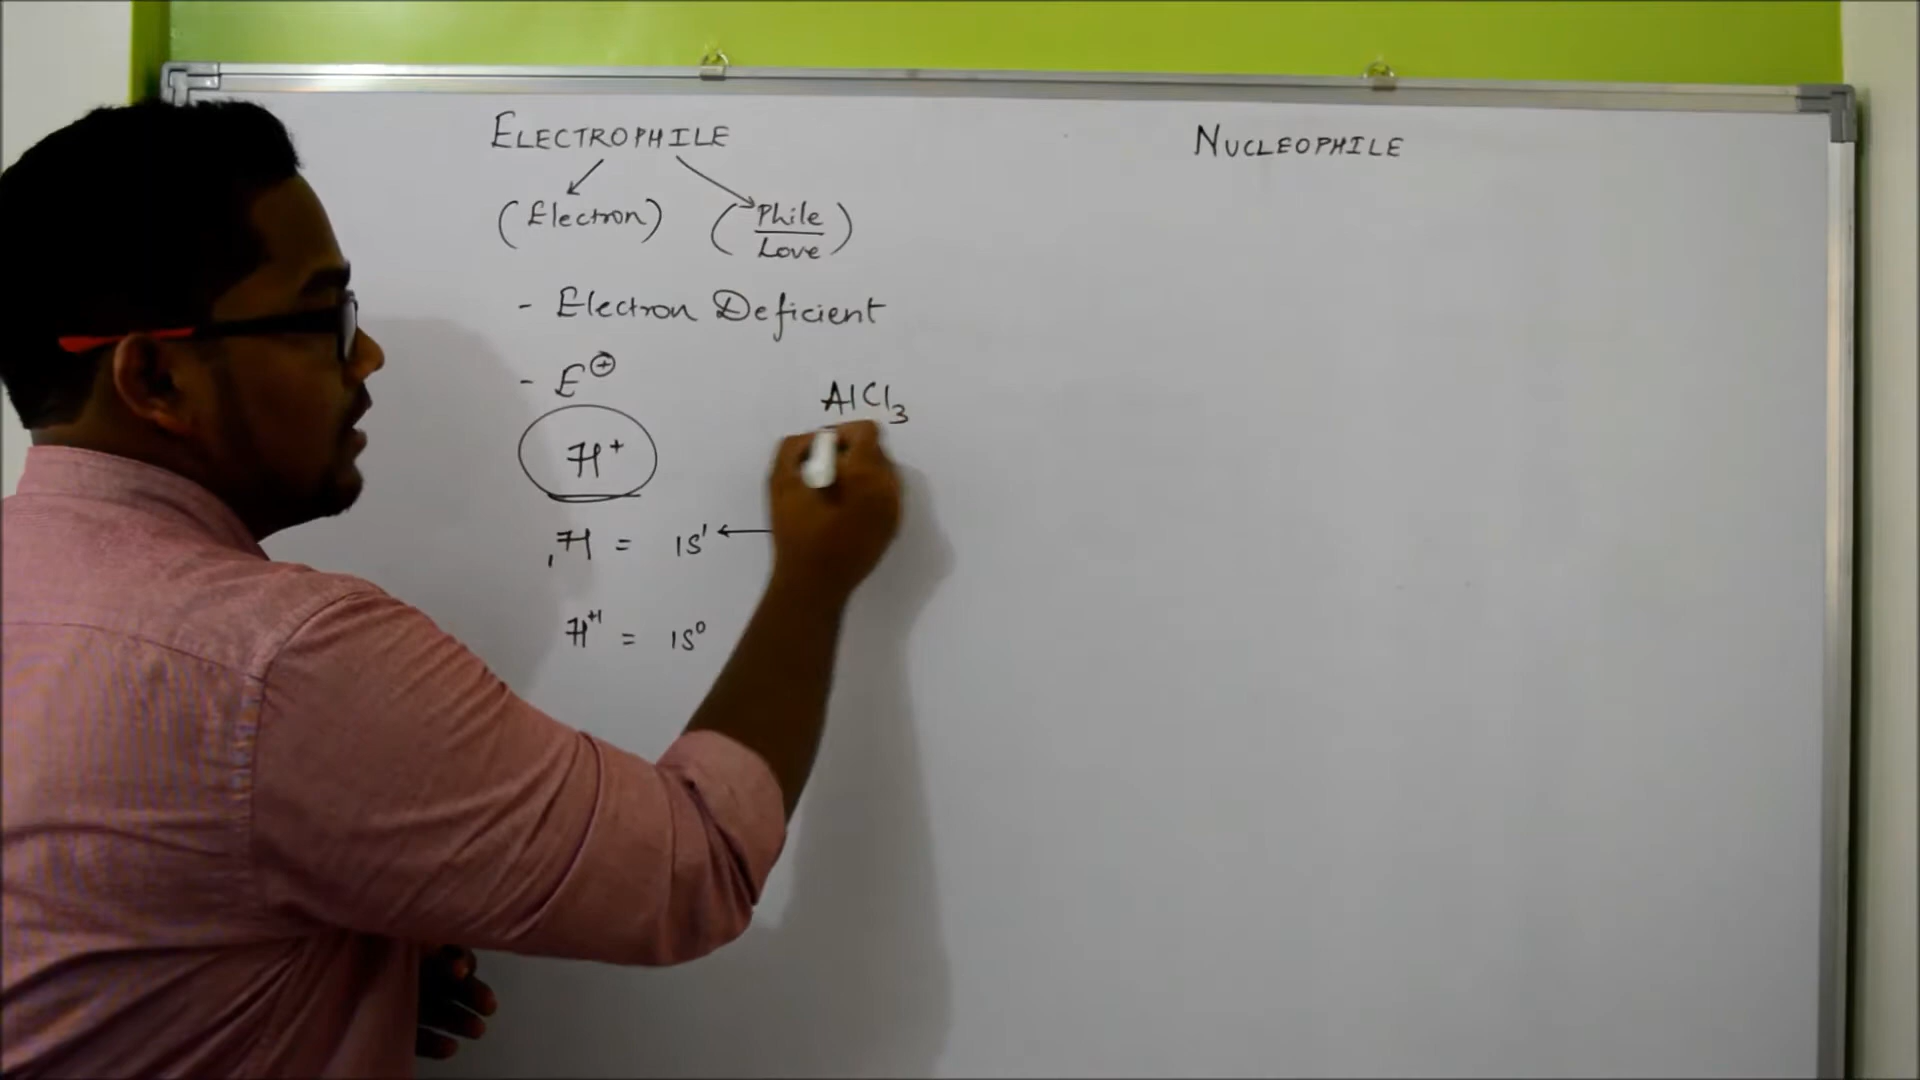 ELECTROPHILE
(Electron) (Phile
Love)
- Electron Deficient
- E⊕
AlCl₃
H⁺
₁H = 1S¹ ←
H⁺¹ = 1S⁰
NUCLEOPHILE